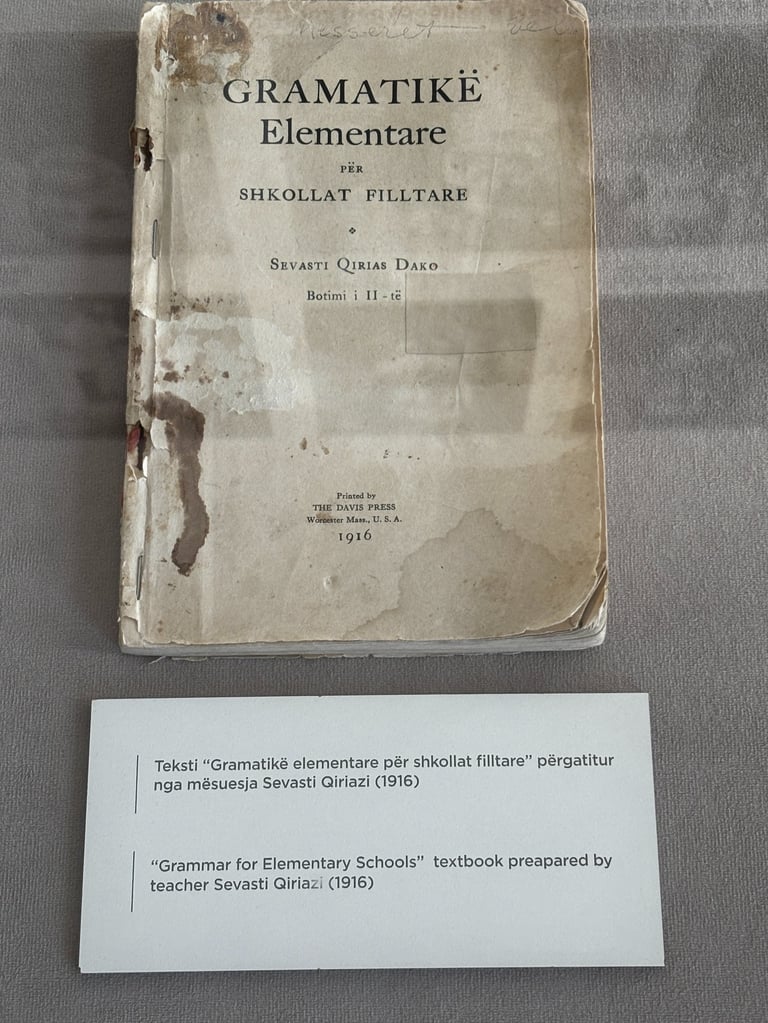 Messeret
GRAMATIKË
Elementare
PËR
SHKOLLAT FILLTARE
SEVASTI QIRIAS DAKO
Botimi i II - të
Printed by
THE DAVIS PRESS
Worcester Mass., U. S. A.
1916
Teksti “Gramatikë elementare për shkollat filltare” përgatitur
nga mësuesja Sevasti Qiriazi (1916)
“Grammar for Elementary Schools” textbook preapared by
teacher Sevasti Qiriazi (1916)